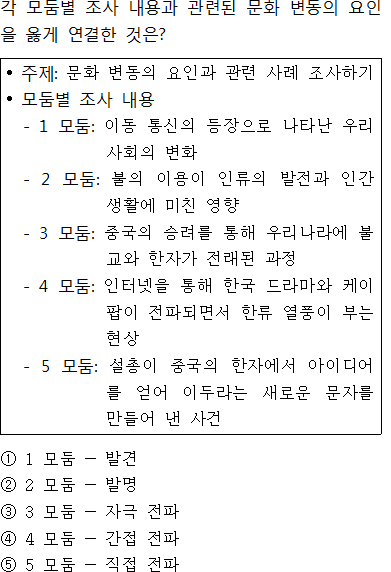 각 모둠별 조사 내용과 관련된 문화 변동의 요인
을 옳게 연결한 것은?
• 주제: 문화 변동의 요인과 관련 사례 조사하기
• 모둠별 조사 내용
- 1 모둠: 이동 통신의 등장으로 나타난 우리
사회의 변화
- 2 모둠: 불의 이용이 인류의 발전과 인간
생활에 미친 영향
- 3 모둠: 중국의 승려를 통해 우리나라에 불
교와 한자가 전래된 과정
- 4 모둠: 인터넷을 통해 한국 드라마와 케이
팝이 전파되면서 한류 열풍이 부는
현상
- 5 모둠: 설총이 중국의 한자에서 아이디어
를 얻어 이두라는 새로운 문자를
만들어 낸 사건
① 1 모둠 – 발견
② 2 모둠 – 발명
③ 3 모둠 – 자극 전파
④ 4 모둠 – 간접 전파
⑤ 5 모둠 – 직접 전파